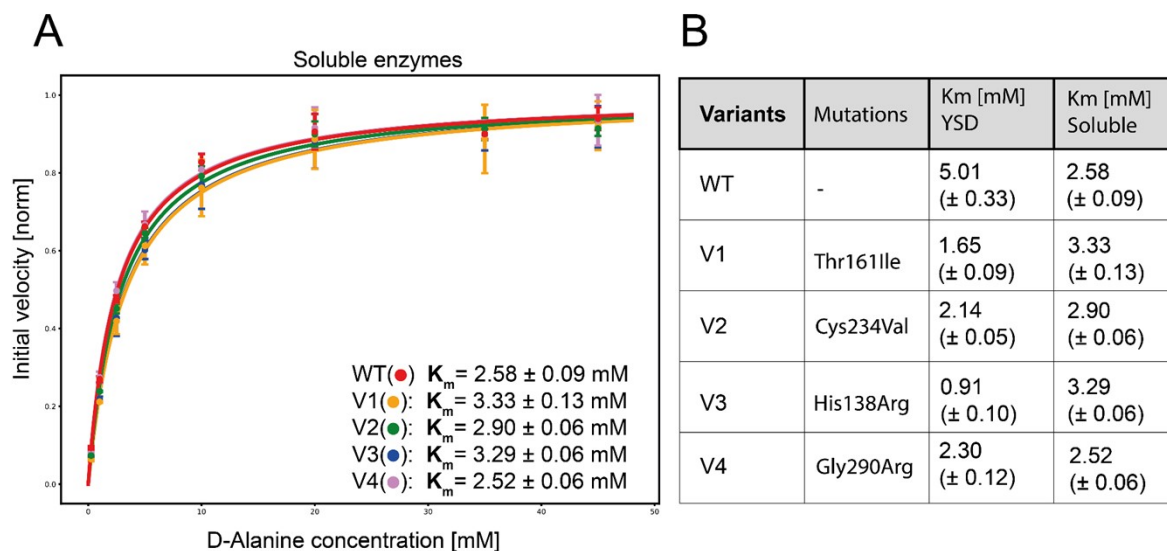 A
Soluble enzymes
Initial velocity [norm]
1.0
0.8
0.6
0.4
0.2
0.0
0
10
20
30
40
50
D-Alanine concentration [mM]
WT(●) Km= 2.58 ± 0.09 mM
V1(●): Km= 3.33 ± 0.13 mM
V2(●): Km= 2.90 ± 0.06 mM
V3(●): Km= 3.29 ± 0.06 mM
V4(●): Km= 2.52 ± 0.06 mM
B
Variants Mutations Km [mM] YSD Km [mM] Soluble
WT - 5.01 (± 0.33) 2.58 (± 0.09)
V1 Thr161Ile 1.65 (± 0.09) 3.33 (± 0.13)
V2 Cys234Val 2.14 (± 0.05) 2.90 (± 0.06)
V3 His138Arg 0.91 (± 0.10) 3.29 (± 0.06)
V4 Gly290Arg 2.30 (± 0.12) 2.52 (± 0.06)